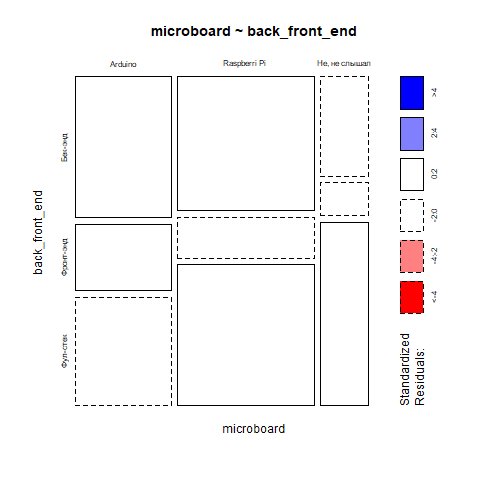 microboard ~ back_front_end
Arduino
Raspberri Pi
Не, не слышал
Бек-энд
Фронт-энд
Фул-стек
back_front_end
microboard
Standardized
Residuals:
<-4
-4:-2
-2:0
0:2
2:4
>4